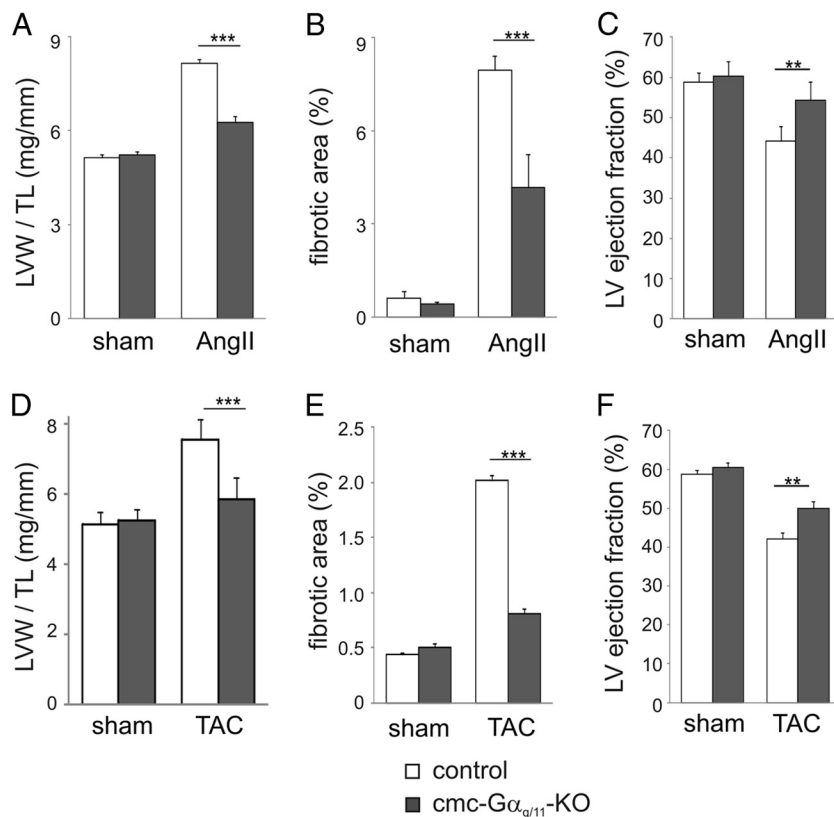 A
LVW / TL (mg/mm)
9
6
3
0
***
sham AngII
B
fibrotic area (%)
9
6
3
0
***
sham AngII
C
LV ejection fraction (%)
70
60
50
40
30
20
10
0
**
sham AngII
D
LVW / TL (mg/mm)
8
6
4
2
0
***
sham TAC
E
fibrotic area (%)
2.5
2.0
1.5
1.0
0.5
0
***
sham TAC
F
LV ejection fraction (%)
70
60
50
40
30
20
10
0
**
sham TAC
control
cmc-Gαq/11-KO